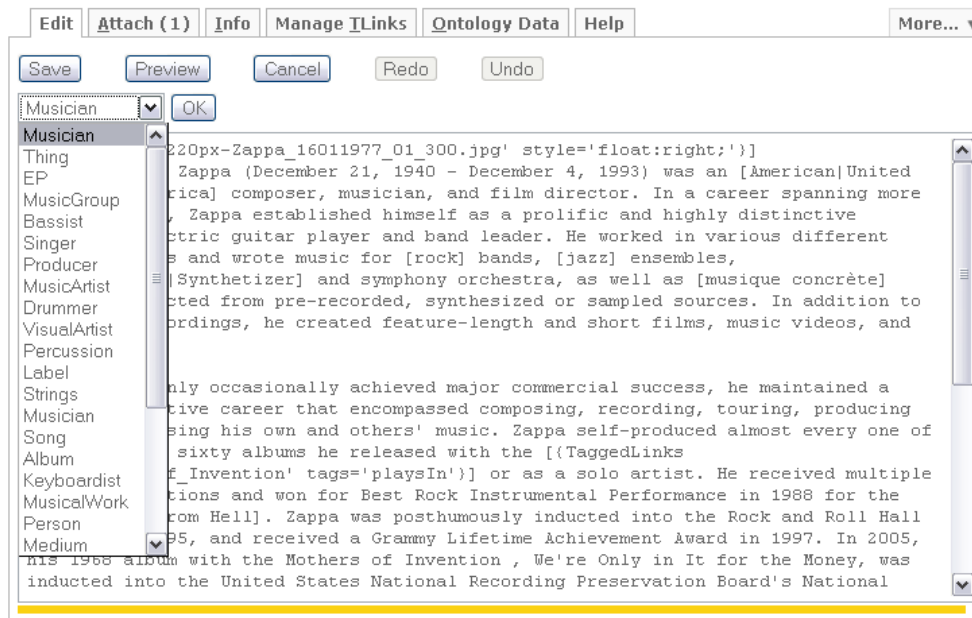 Edit Attach (1) Info Manage TLinks Ontology Data Help More...
Save Preview Cancel Redo Undo
Musician OK
Musician
Thing
EP
MusicGroup
Bassist
Singer
Producer
MusicArtist
Drummer
VisualArtist
Percussion
Label
Strings
Musician
Song
Album
Keyboardist
MusicalWork
Person
Medium
220px-Zappa_16011977_01_300.jpg' style='float:right;'}]
Zappa (December 21, 1940 – December 4, 1993) was an [American|United
rica] composer, musician, and film director. In a career spanning more
, Zappa established himself as a prolific and highly distinctive
ctric guitar player and band leader. He worked in various different
s and wrote music for [rock] bands, [jazz] ensembles,
|Synthetizer] and symphony orchestra, as well as [musique concrète]
cted from pre-recorded, synthesized or sampled sources. In addition to
ordings, he created feature-length and short films, music videos, and
nly occasionally achieved major commercial success, he maintained a
tive career that encompassed composing, recording, touring, producing
sing his own and others' music. Zappa self-produced almost every one of
sixty albums he released with the [{TaggedLinks
f_Invention' tags='playsIn'}] or as a solo artist. He received multiple
tions and won for Best Rock Instrumental Performance in 1988 for the
rom Hell]. Zappa was posthumously inducted into the Rock and Roll Hall
95, and received a Grammy Lifetime Achievement Award in 1997. In 2005,
his 1968 album with the Mothers of Invention , We're Only in It for the Money, was
inducted into the United States National Recording Preservation Board's National